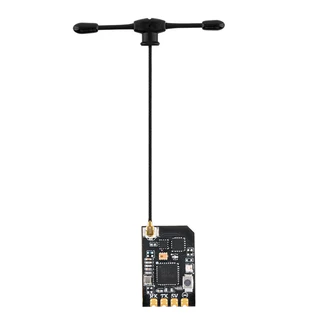 RX TX 5V (-)